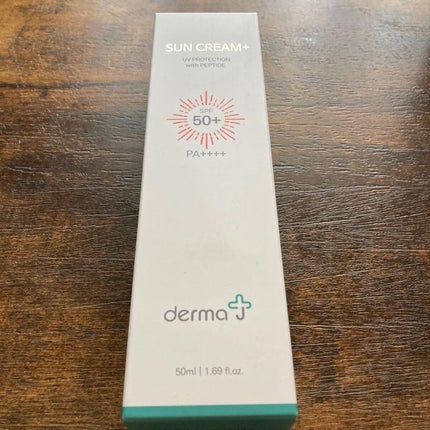 SUN CREAM+
UV PROTECTION
with PEPTIDE
SPF
50+
PA++++
derma J
50ml | 1.69 fl.oz.